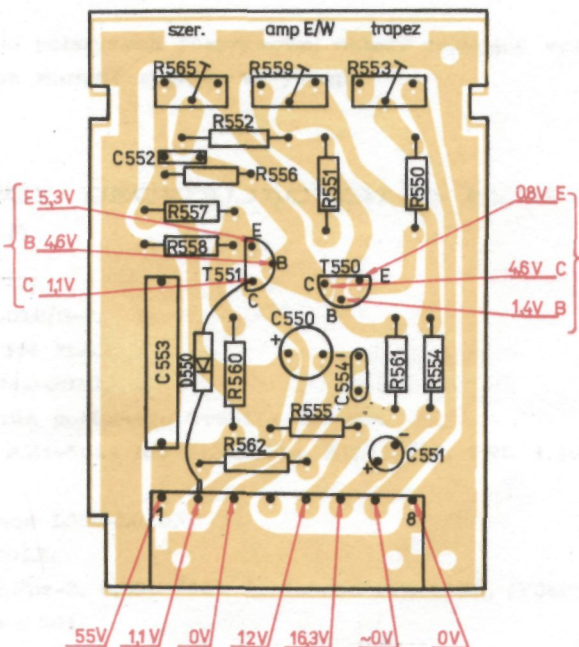 szer. amp E/W trapez
R565 R559 R553
R552
C552
R556
R551
R550
R557
R558
E 5,3V
B 4,6V
C 1,1V
E
B
C
T551
T550
C
E
B
0,8V E
4,6V C
1,4V B
C553
D550
R560
+
C550
-
C554
R561
R554
R555
R562
-
+
C551
1 8
55V 1,1V 0V 12V 16,3V ~0V 0V